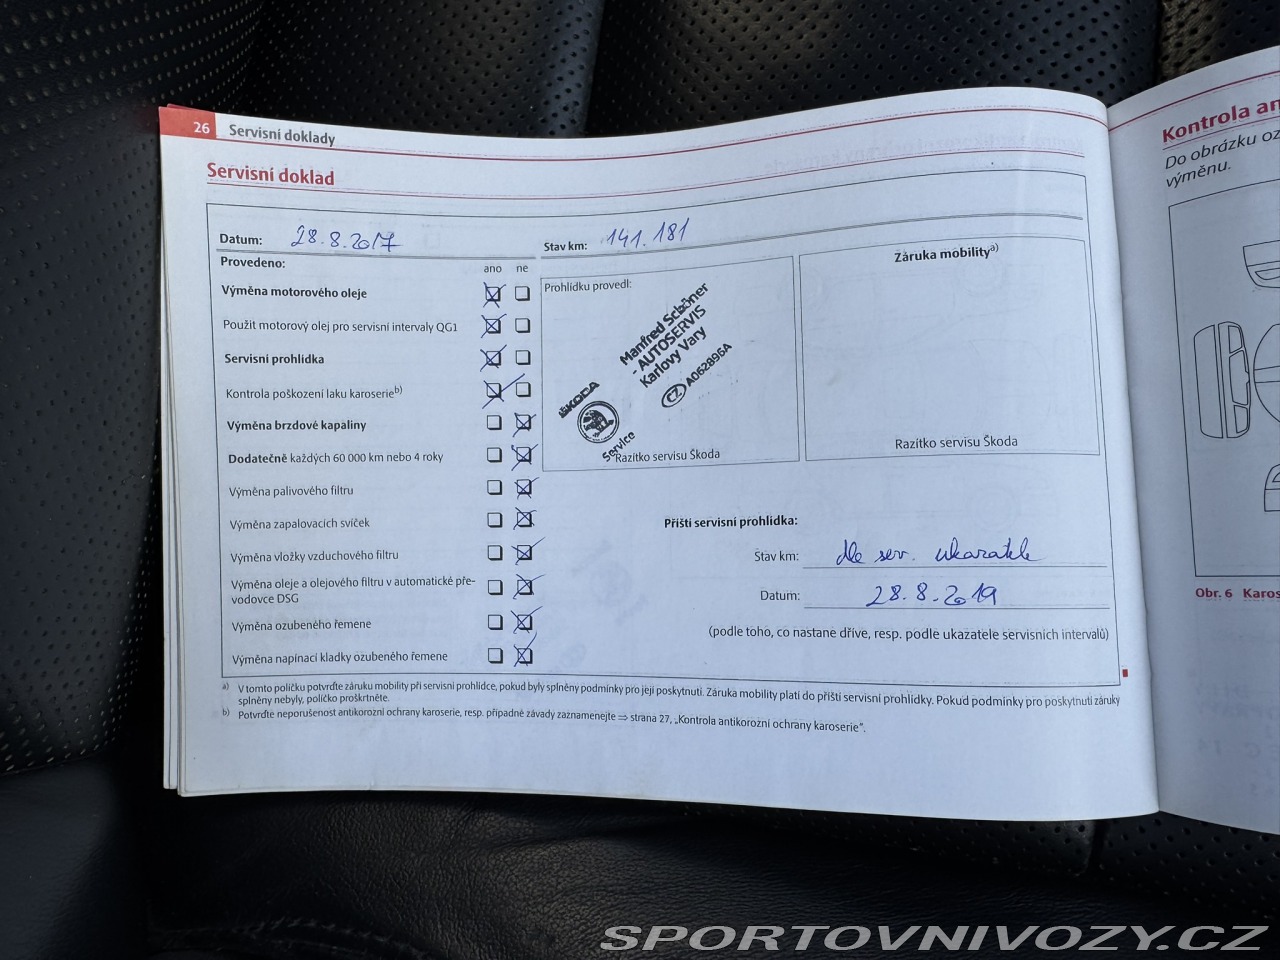 26 Servisní doklady
Servisní doklad
Datum: 28.8.2017
Stav km: 141.181
Provedeno:
ano ne
Výměna motorového oleje
Použit motorový olej pro servisní intervaly QG1
Servisní prohlídka
Kontrola poškození laku karoserie b)
Výměna brzdové kapaliny
Dodatečně každých 60 000 km nebo 4 roky
Výměna palivového filtru
Výměna zapalovacích svíček
Výměna vložky vzduchového filtru
Výměna oleje a olejového filtru v automatické pře-
vodovce DSG
Výměna ozubeného řemene
Výměna napínací kladky ozubeného řemene
Prohlídku provedl:
Manfred Schöner
- AUTOSERVIS
Karlovy Vary
CZ A062896A
ŠKODA
Service
Razítko servisu Škoda
Záruka mobility a)
Razítko servisu Škoda
Příští servisní prohlídka:
Stav km: dle serv. ukazatele
Datum: 28.8.2019
(podle toho, co nastane dříve, resp. podle ukazatele servisních intervalů)
a) V tomto políčku potvrďte záruku mobility při servisní prohlídce, pokud byly splněny podmínky pro její poskytnutí. Záruka mobility platí do příští servisní prohlídky. Pokud podmínky pro poskytnutí záruky
splněny nebyly, políčko proškrtněte.
b) Potvrďte neporušenost antikorozní ochrany karoserie, resp. případné závady zaznamenejte ⇒ strana 27, „Kontrola antikorozní ochrany karoserie".
Kontrola an
Do obrázku oz
výměnu.
Obr. 6 Karos
SPORTOVNIVOZY.CZ